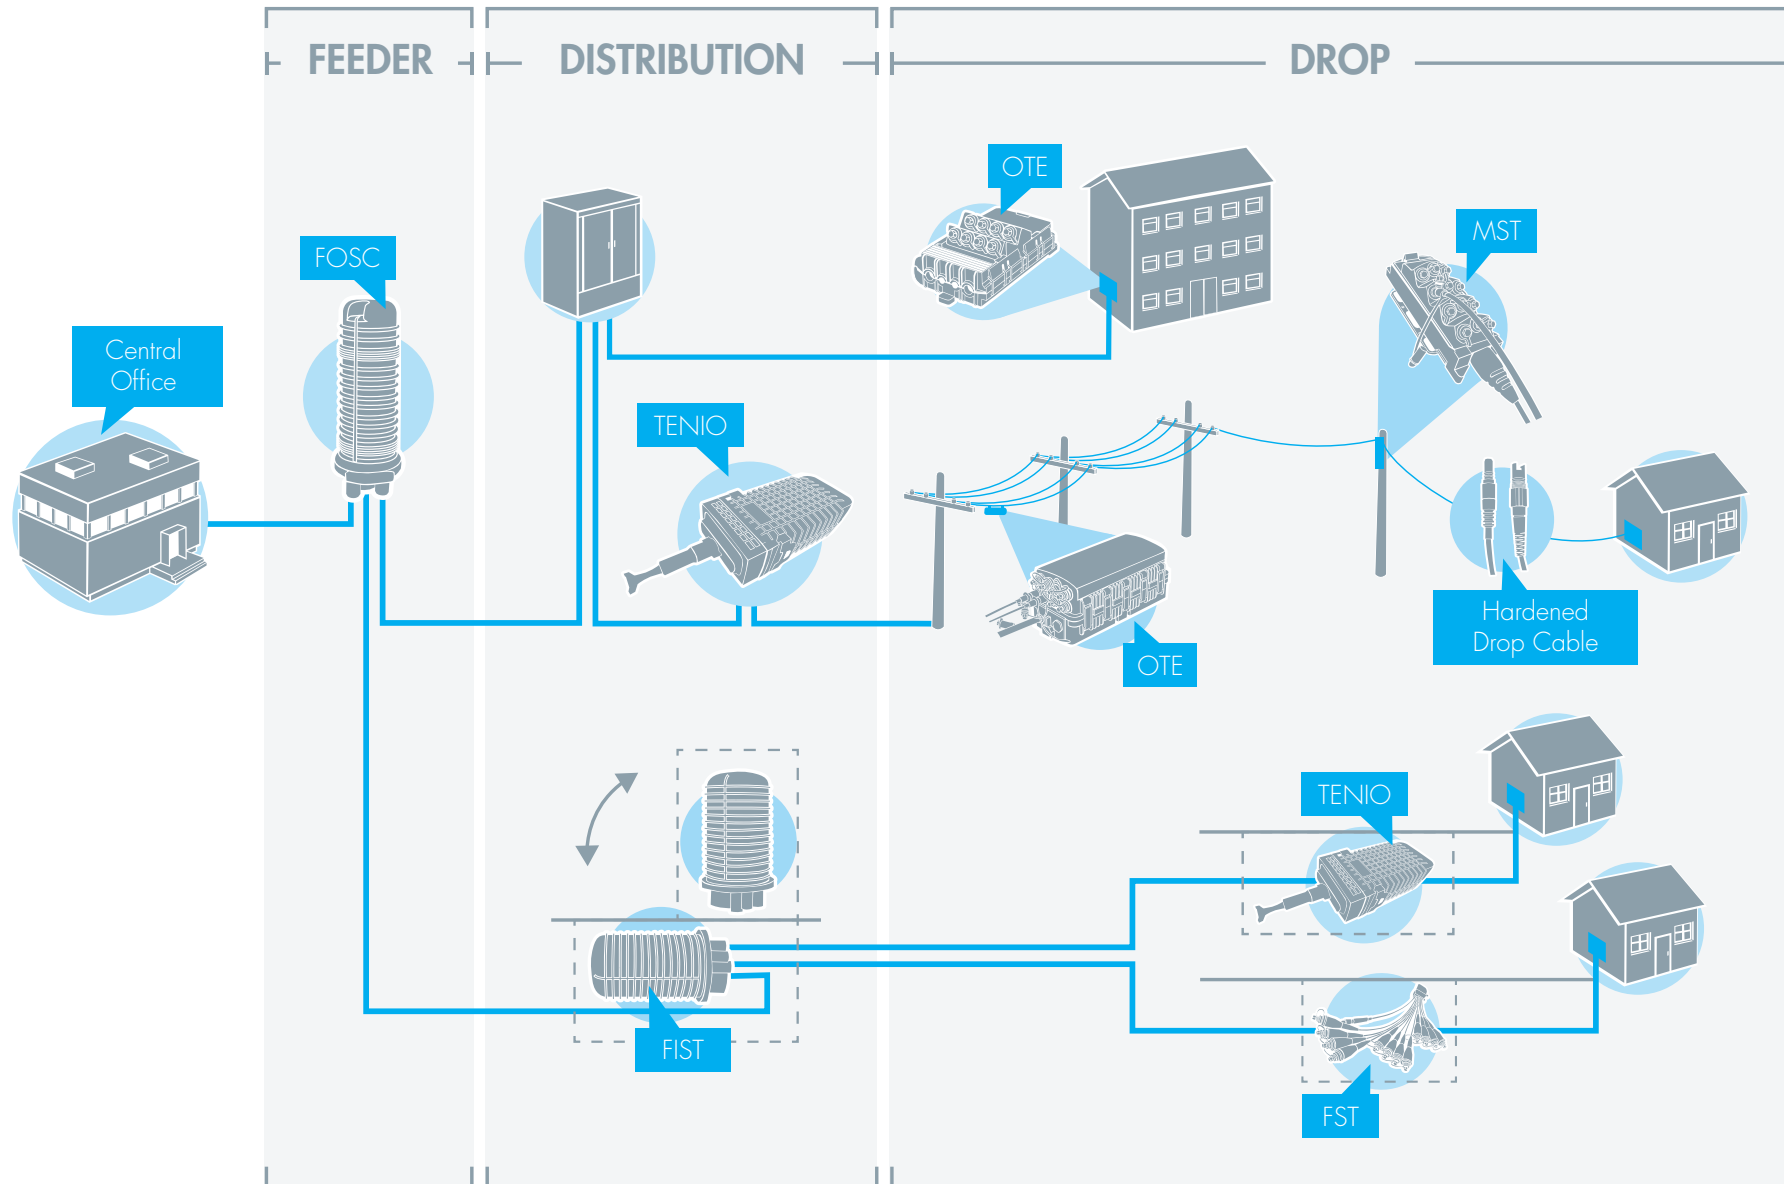 FEEDER
DISTRIBUTION
DROP
OTE
MST
FOSC
Central
Office
TENIO
Hardened
Drop Cable
OTE
TENIO
FIST
FST